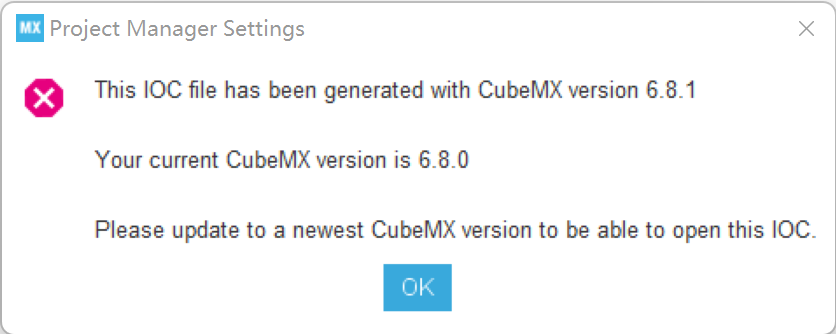 MX Project Manager Settings
This IOC file has been generated with CubeMX version 6.8.1
Your current CubeMX version is 6.8.0
Please update to a newest CubeMX version to be able to open this IOC.
OK